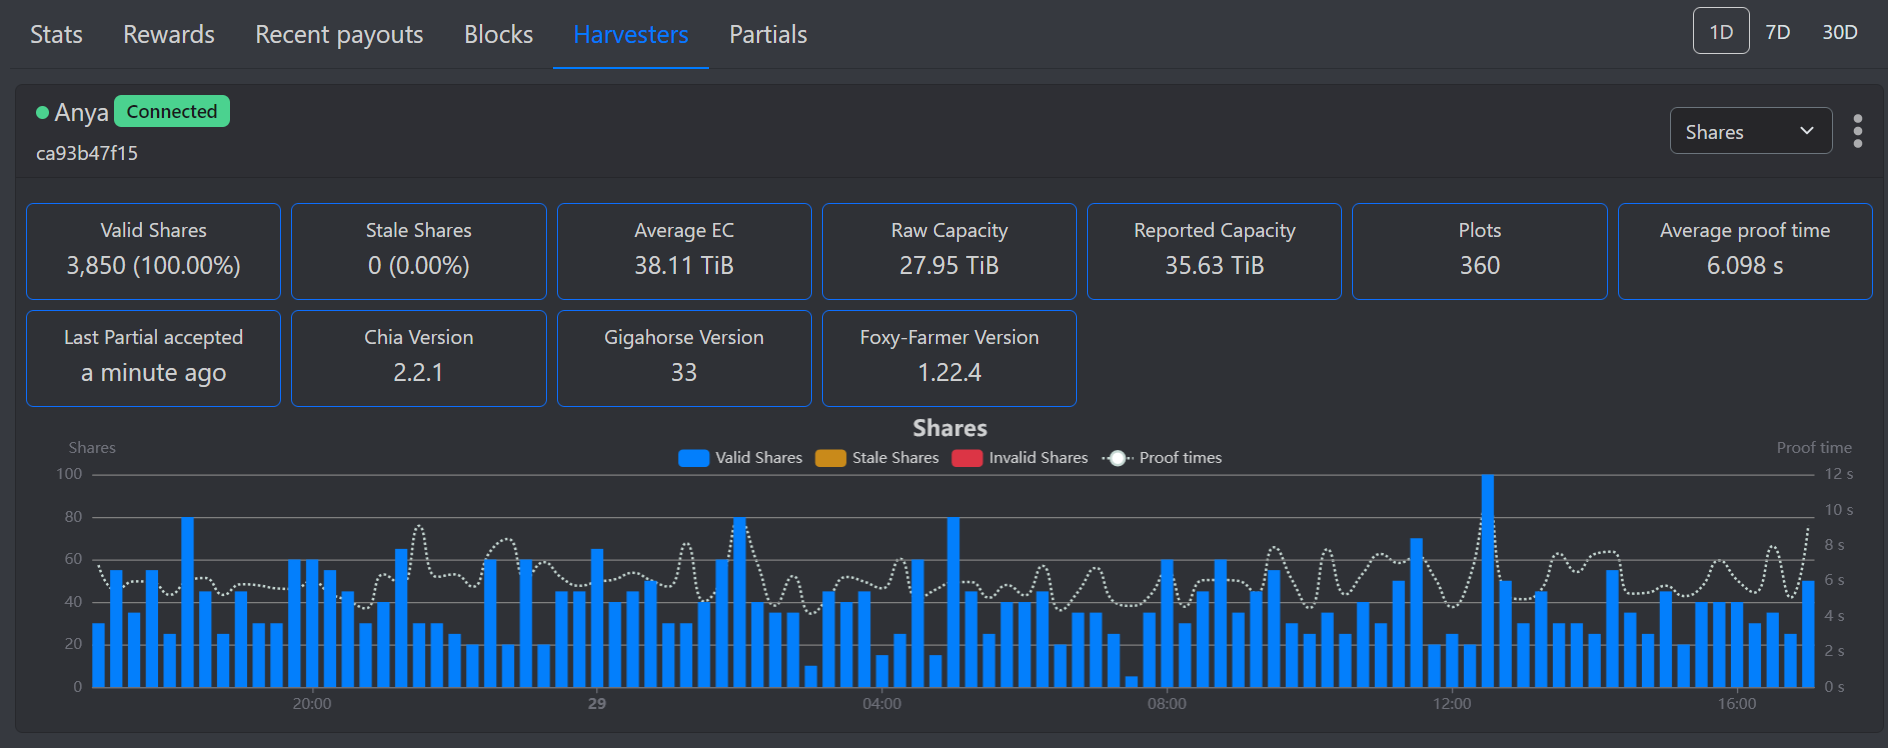 Stats Rewards Recent payouts Blocks Harvesters Partials 1D 7D 30D
Anya Connected
ca93b47f15
Shares
Valid Shares Stale Shares Average EC Raw Capacity Reported Capacity Plots Average proof time
3,850 (100.00%) 0 (0.00%) 38.11 TiB 27.95 TiB 35.63 TiB 360 6.098 s
Last Partial accepted Chia Version Gigahorse Version Foxy-Farmer Version
a minute ago 2.2.1 33 1.22.4
Shares
Shares Proof time
Valid Shares Stale Shares Invalid Shares Proof times
100 12 s
80 10 s
8 s
60
6 s
40
4 s
20
2 s
0 0 s
20:00 29 04:00 08:00 12:00 16:00